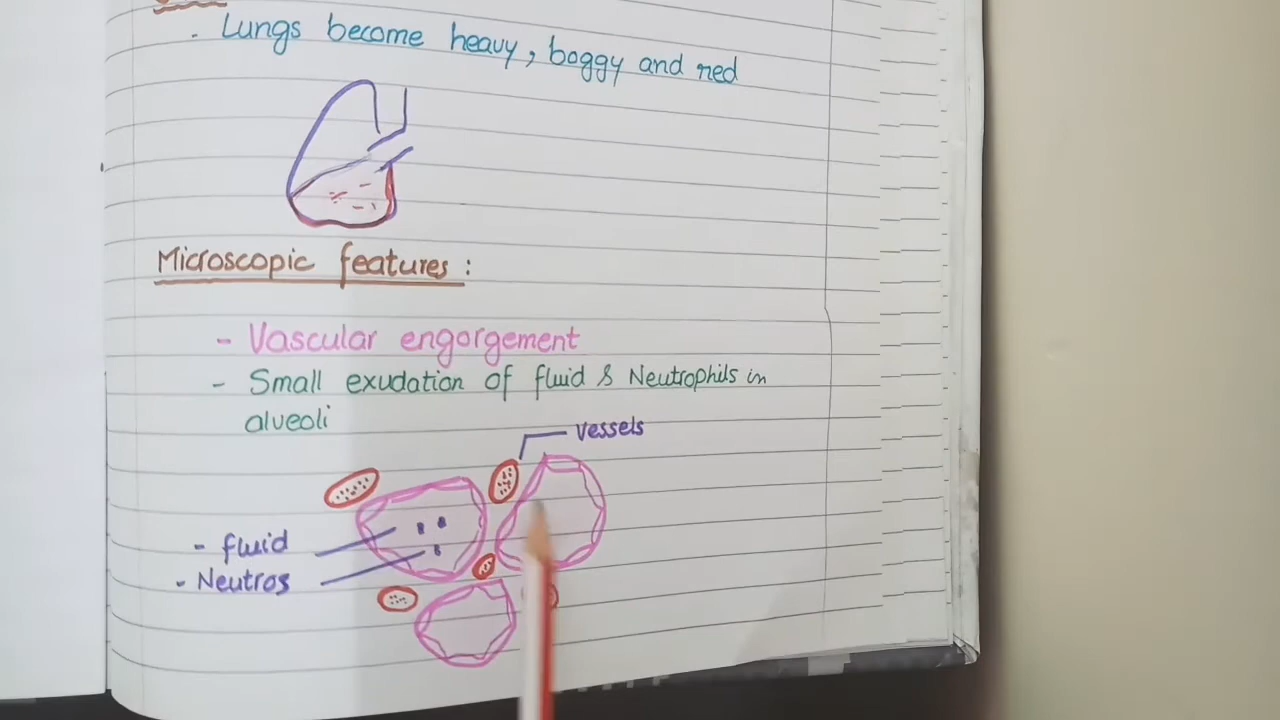 . Lungs become heavy, boggy and red
Microscopic features :
- Vascular engorgement
- Small exudation of fluid & Neutrophils in
alveoli
vessels
- fluid
- Neutros